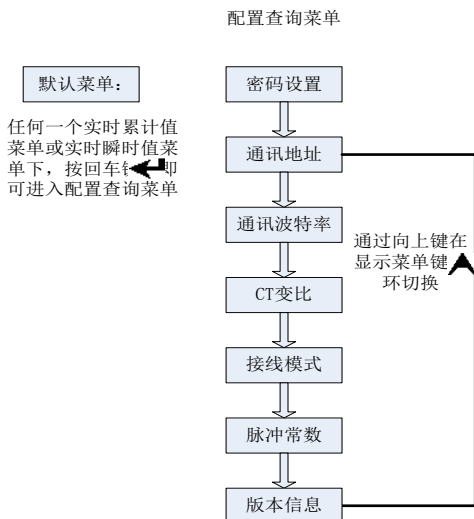 配置查询菜单
默认菜单：
任何一个实时累计值
菜单或实时瞬时值菜
单下，按回车 即
可进入配置查询菜单
密码设置
通讯地址
通讯波特率
CT变比
接线模式
脉冲常数
版本信息
通过向上键在
显示菜单键
环切换